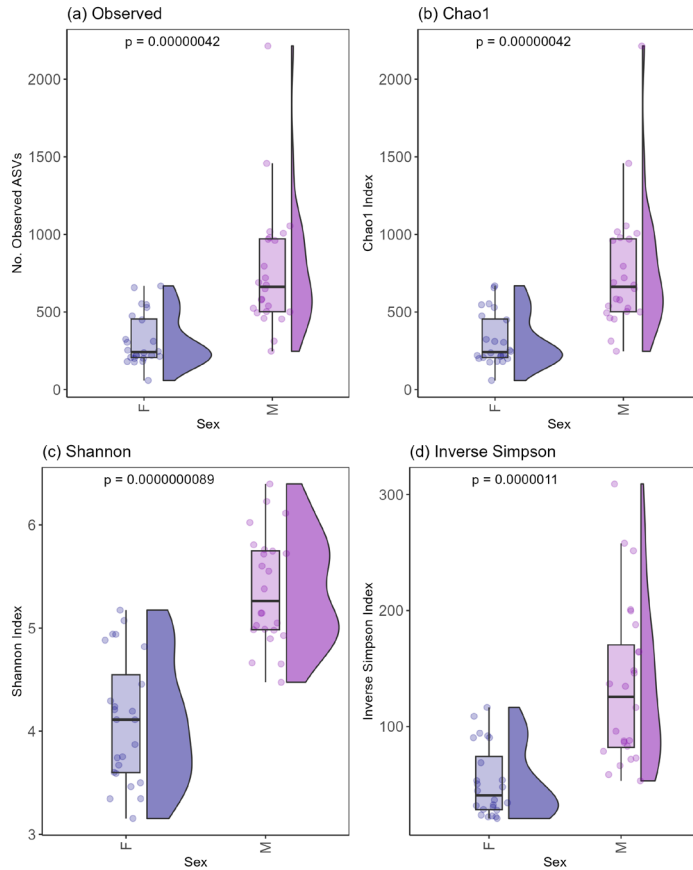 (a) Observed
p = 0.00000042
No. Observed ASVs
2000
1500
1000
500
0
F
M
Sex
(b) Chao1
p = 0.00000042
Chao1 Index
2000
1500
1000
500
0
F
M
Sex
(c) Shannon
p = 0.0000000089
Shannon Index
6
5
4
3
F
M
Sex
(d) Inverse Simpson
p = 0.0000011
Inverse Simpson Index
300
200
100
F
M
Sex